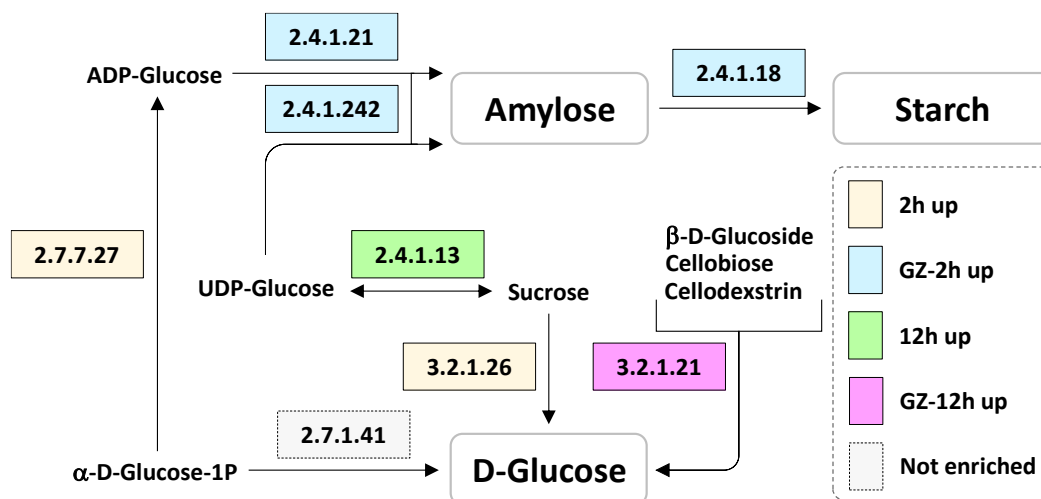 2.4.1.21
ADP-Glucose
2.4.1.18
Amylose
Starch
2.4.1.242
2h up
2.7.7.27
β-D-Glucoside
Cellobiose
Cellodexstrin
2.4.1.13
GZ-2h up
UDP-Glucose
Sucrose
12h up
3.2.1.26
3.2.1.21
GZ-12h up
2.7.1.41
α-D-Glucose-1P
D-Glucose
Not enriched